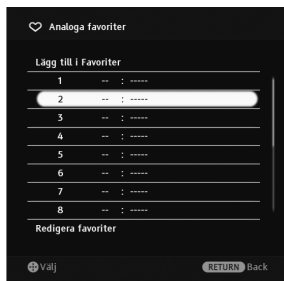 Analoga favoriter
Lägg till i Favoriter
1 -- : -----
2 -- : -----
3 -- : -----
4 -- : -----
5 -- : -----
6 -- : -----
7 -- : -----
8 -- : -----
Redigera favoriter
Välj RETURN Back